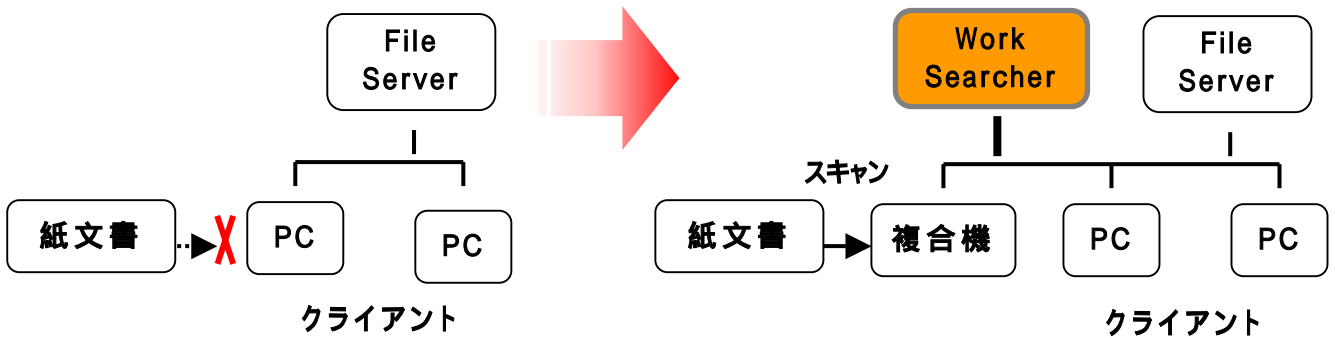 File
Server
紙文書
PC
PC
クライアント
Work
Searcher
File
Server
スキャン
紙文書
複合機
PC
PC
クライアント